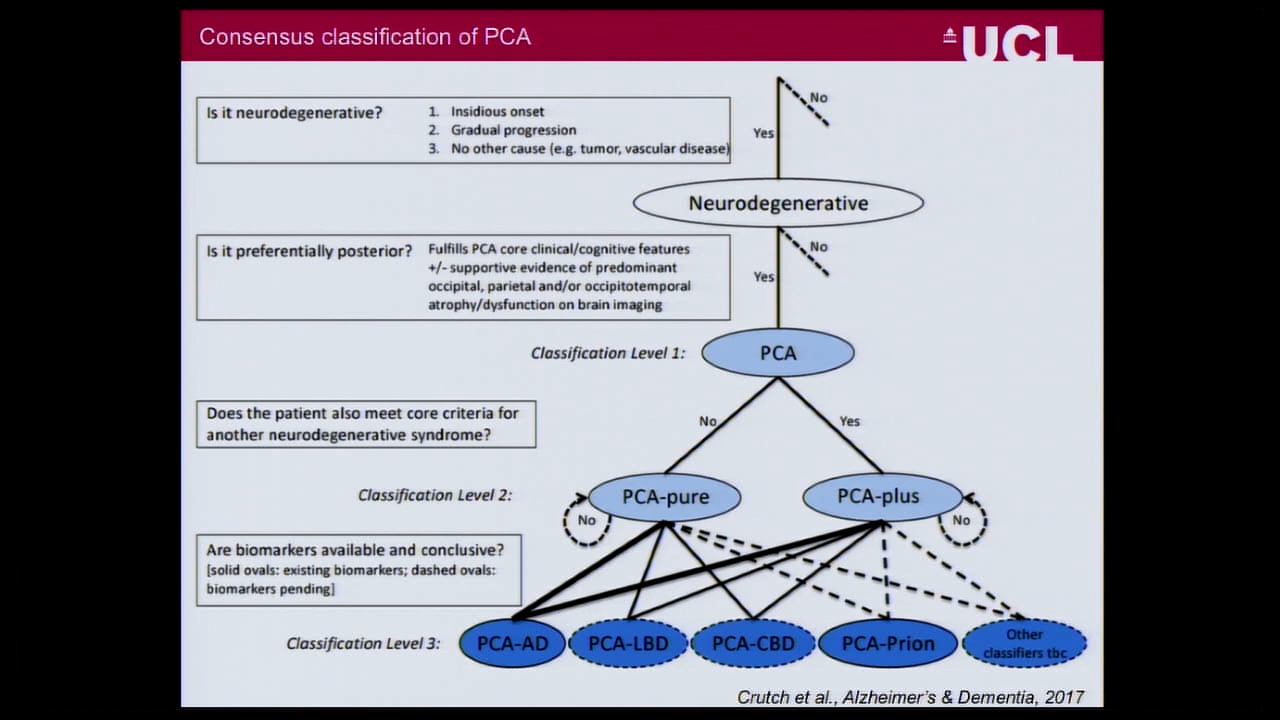 Consensus classification of PCA
UCL
Is it neurodegenerative?
1. Insidious onset
2. Gradual progression
3. No other cause (e.g. tumor, vascular disease)
No
Yes
Neurodegenerative
Is it preferentially posterior?
Fulfills PCA core clinical/cognitive features
+/- supportive evidence of predominant
occipital, parietal and/or occipitotemporal
atrophy/dysfunction on brain imaging
No
Yes
Classification Level 1:
PCA
Does the patient also meet core criteria for
another neurodegenerative syndrome?
No
Yes
Classification Level 2:
PCA-pure
PCA-plus
No
No
Are biomarkers available and conclusive?
[solid ovals: existing biomarkers; dashed ovals:
biomarkers pending]
Classification Level 3:
PCA-AD
PCA-LBD
PCA-CBD
PCA-Prion
Other
classifiers tbc
Crutch et al., Alzheimer's & Dementia, 2017